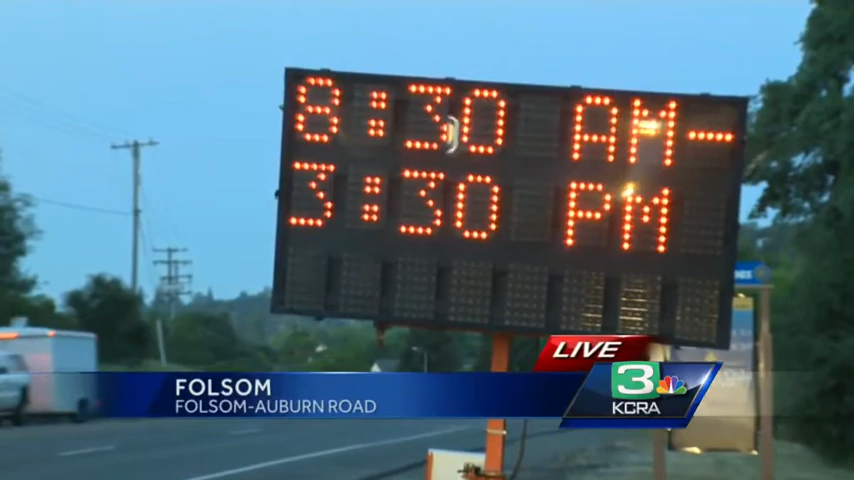 8:30 AM-
3:30 PM
LIVE
FOLSOM
FOLSOM-AUBURN ROAD
3
KCRA